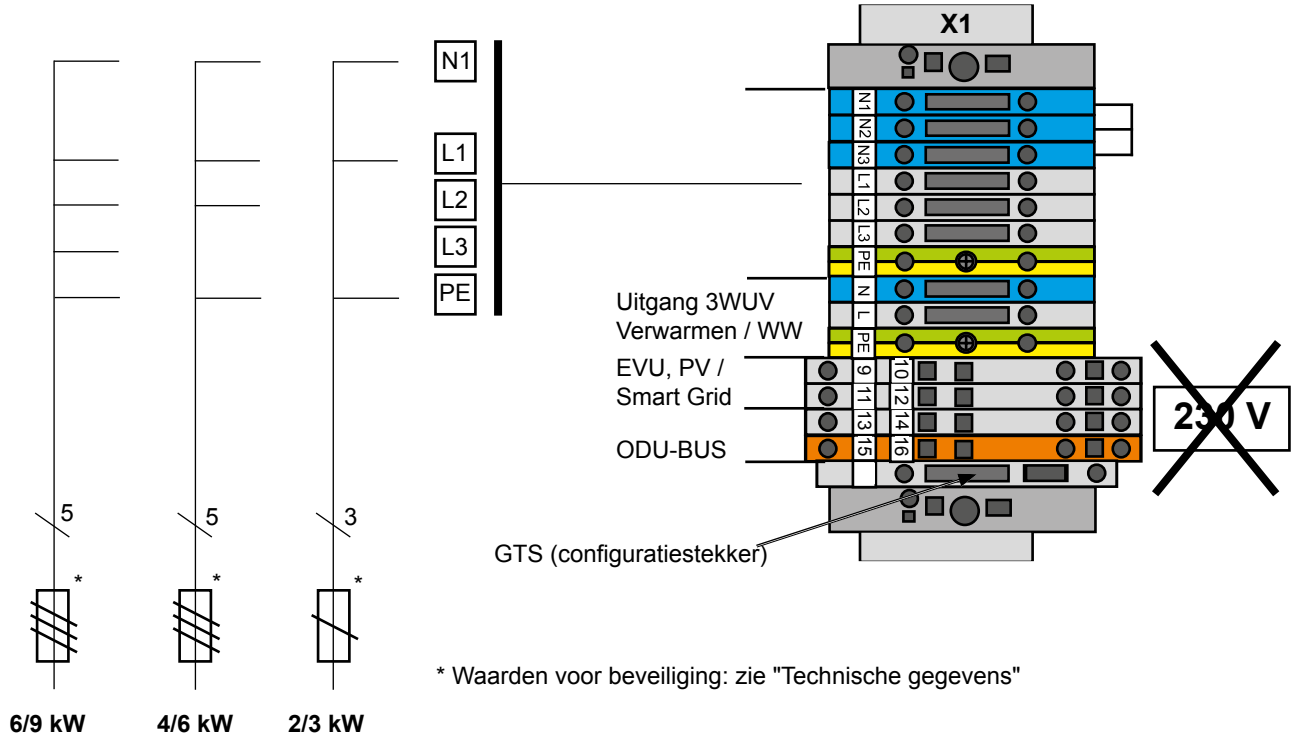 X1
N1
L1
L2
L3
PE
N1
N2
N3
L1
L2
L3
PE
N
L
PE
9 10
11 12
13 14
15 16
Uitgang 3WUV
Verwarmen / WW
EVU, PV /
Smart Grid
ODU-BUS
230 V
GTS (configuratiestekker)
5 5 3
* * *
* Waarden voor beveiliging: zie "Technische gegevens"
6/9 kW 4/6 kW 2/3 kW